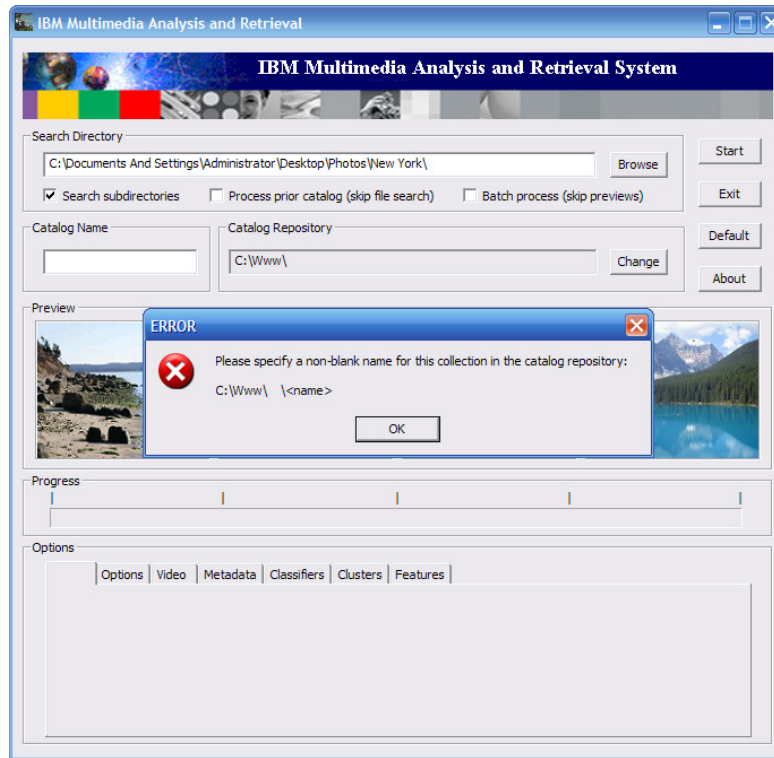 IBM Multimedia Analysis and Retrieval
IBM Multimedia Analysis and Retrieval System
Search Directory
C:\Documents And Settings\Administrator\Desktop\Photos\New York\
Browse
Start
Search subdirectories
Process prior catalog (skip file search)
Batch process (skip previews)
Exit
Catalog Name
Catalog Repository
Default
C:\Www\
Change
About
Preview
ERROR
Please specify a non-blank name for this collection in the catalog repository:
C:\Www\ \<name>
OK
Progress
Options
Options Video Metadata Classifiers Clusters Features